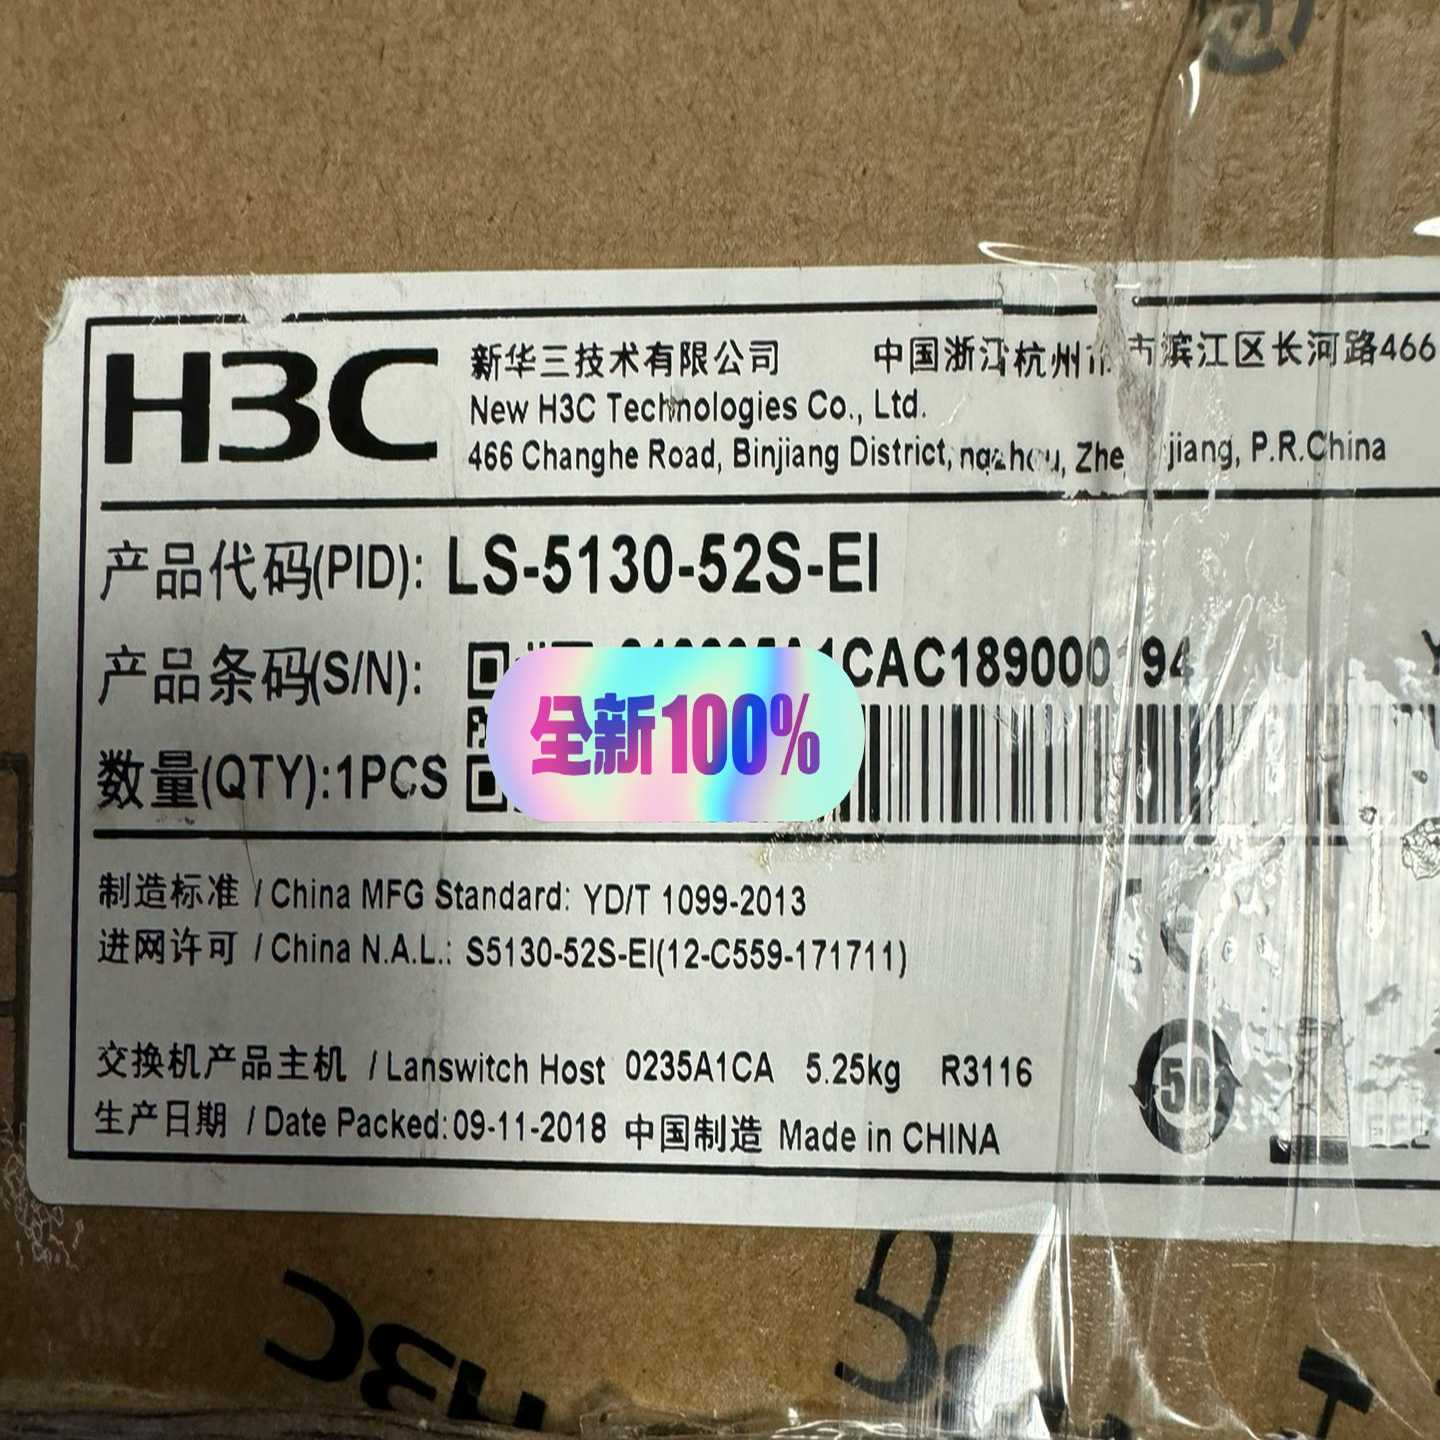 H3C
新华三技术有限公司 中国浙江杭州市滨江区长河路466
New H3C Technologies Co., Ltd.
466 Changhe Road, Binjiang District, P.R.China
产品代码(PID): LS-5130-52S-EI
产品条码(S/N):
全新100%
数量(QTY):1PCS
制造标准 / China MFG Standard: YD/T 1099-2013
进网许可 / China N.A.L.: S5130-52S-EI(12-C559-171711)
交换机产品主机 / Lanswitch Host 0235A1CA 5.25kg R3116
生产日期 / Date Packed:09-11-2018 中国制造 Made in CHINA
50
H3C